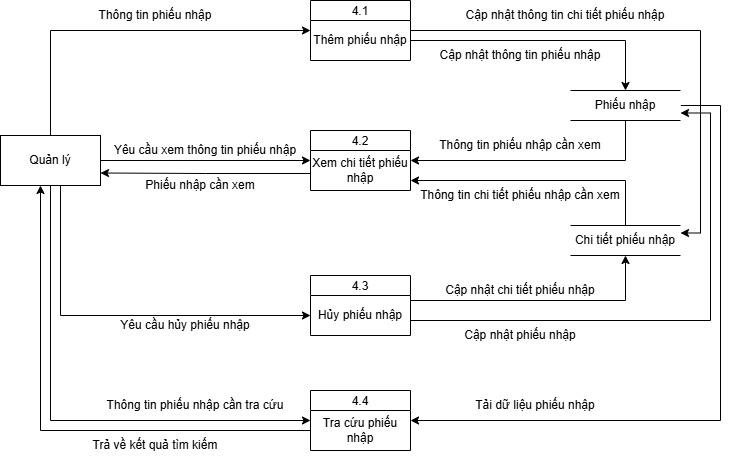 Thông tin phiếu nhập
4.1
Cập nhật thông tin chi tiết phiếu nhập
Thêm phiếu nhập
Cập nhật thông tin phiếu nhập
Phiếu nhập
4.2
Thông tin phiếu nhập cần xem
Quản lý
Yêu cầu xem thông tin phiếu nhập
Xem chi tiết phiếu
nhập
Phiếu nhập cần xem
Thông tin chi tiết phiếu nhập cần xem
Chi tiết phiếu nhập
4.3
Cập nhật chi tiết phiếu nhập
Hủy phiếu nhập
Yêu cầu hủy phiếu nhập
Cập nhật phiếu nhập
4.4
Thông tin phiếu nhập cần tra cứu
Tải dữ liệu phiếu nhập
Tra cứu phiếu
nhập
Trả về kết quả tìm kiếm